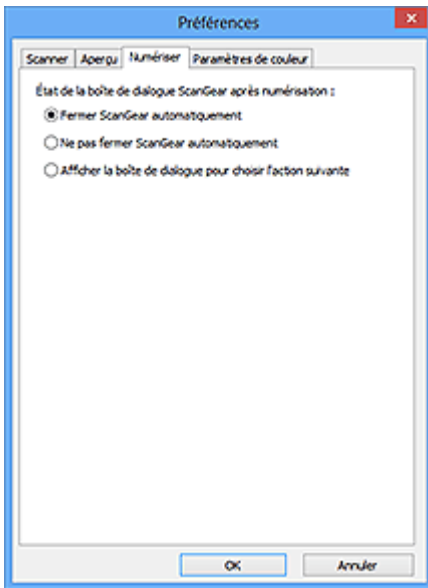 Préférences
Scanner Aperçu Numériser Paramètres de couleur
État de la boîte de dialogue ScanGear après numérisation :
Fermer ScanGear automatiquement
Ne pas fermer ScanGear automatiquement
Afficher la boîte de dialogue pour choisir l'action suivante
OK Annuler